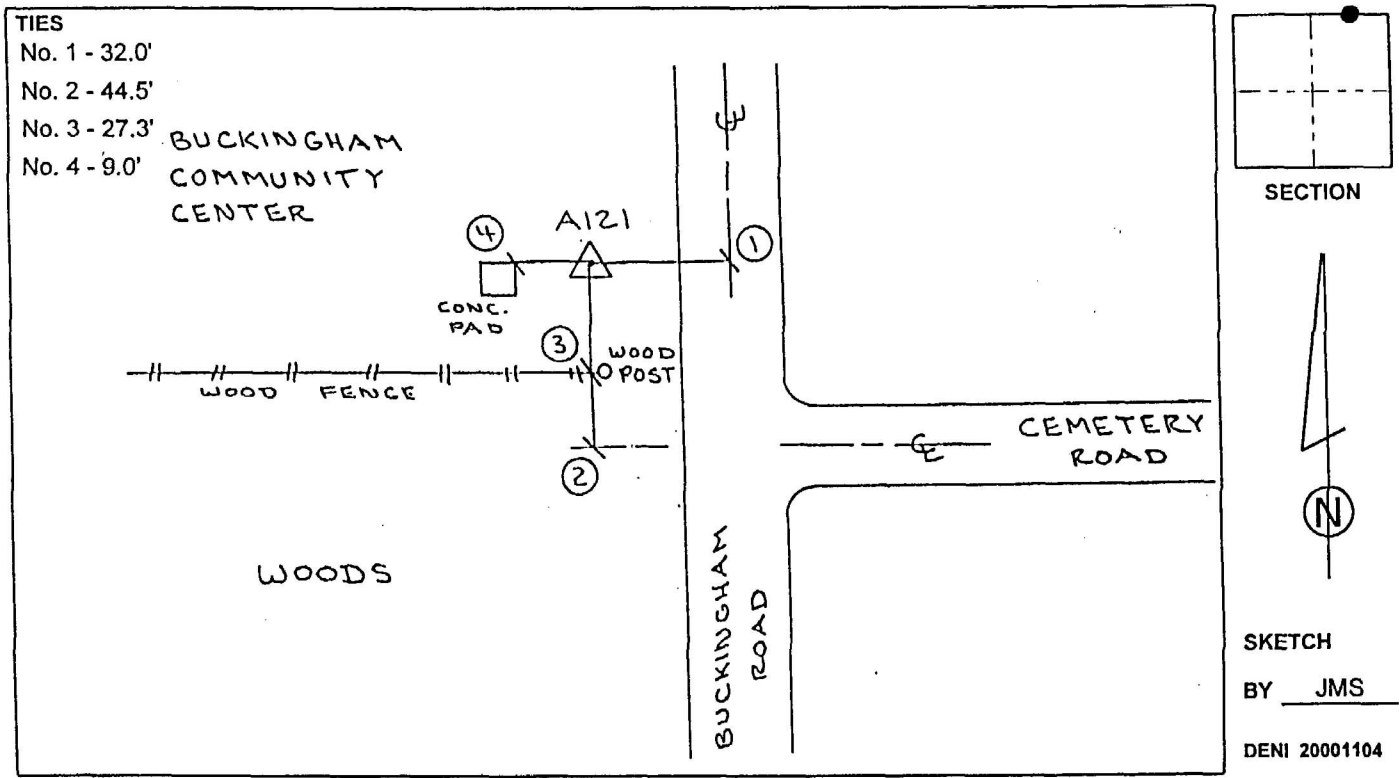 TIES
No. 1 - 32.0'
No. 2 - 44.5'
No. 3 - 27.3'
No. 4 - 9.0'
BUCKINGHAM
COMMUNITY
CENTER
A121
4
1
CONC.
PAD
3
WOOD
POST
WOOD FENCE
2
℄
℄
CEMETERY
ROAD
WOODS
BUCKINGHAM
ROAD
SECTION
N
SKETCH
BY JMS
DENI 20001104